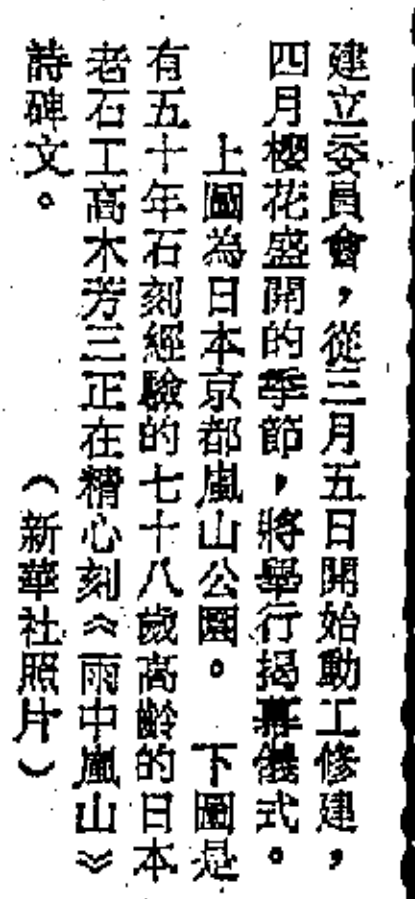 建立委員會，從三月五日開始動工修建，
四月櫻花盛開的季節，將舉行揭幕儀式。
上圖為日本京都嵐山公園。　下圖是
有五十年石刻經驗的七十八歲高齡的日本
老石工高木芳三正在精心刻《雨中嵐山》
詩碑文。　（新華社照片）